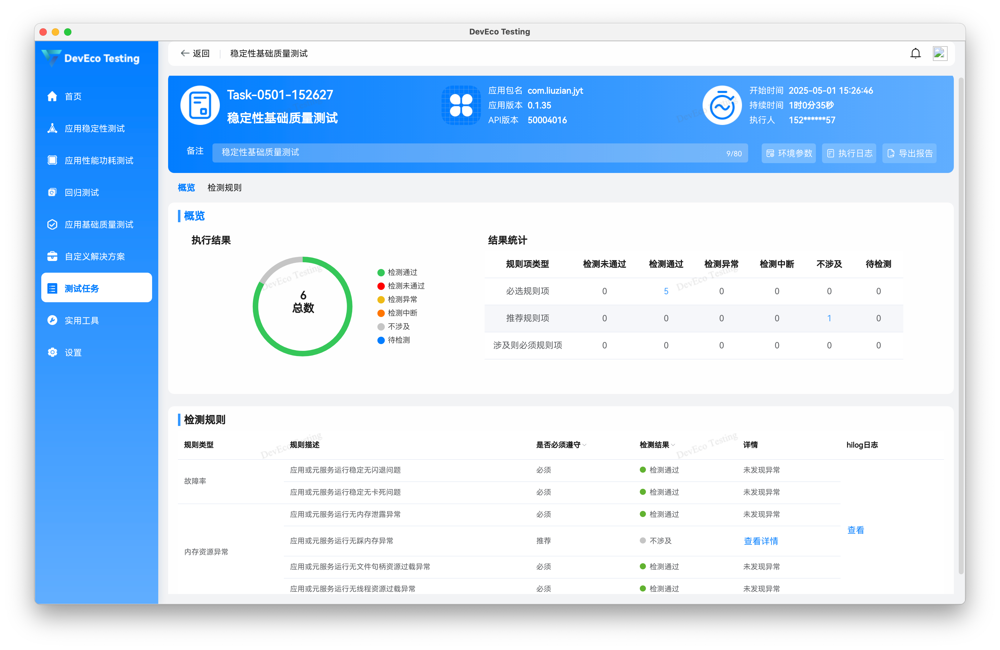 DevEco Testing
DevEco Testing
首页
应用稳定性测试
应用性能功耗测试
回归测试
应用基础质量测试
自定义解决方案
测试任务
实用工具
设置
返回
稳定性基础质量测试
Task-0501-152627
稳定性基础质量测试
应用包名 com.liuzian.jyt
应用版本 0.1.35
API版本 50004016
开始时间 2025-05-01 15:26:46
持续时间 1时0分35秒
执行人 152******57
备注 稳定性基础质量测试 9/80
环境参数 执行日志 导出报告
概览 检测规则
概览
执行结果
6
总数
检测通过
检测未通过
检测异常
检测中断
不涉及
待检测
结果统计
规则项类型 检测未通过 检测通过 检测异常 检测中断 不涉及 待检测
必选规则项 0 5 0 0 0 0
推荐规则项 0 0 0 0 1 0
涉及则必须规则项 0 0 0 0 0 0
检测规则
规则类型 规则描述 是否必须遵守 检测结果 详情 hilog日志
故障率
应用或元服务运行稳定无闪退问题 必须 检测通过 未发现异常
应用或元服务运行稳定无卡死问题 必须 检测通过 未发现异常
内存资源异常
应用或元服务运行无内存泄露异常 必须 检测通过 未发现异常
查看
应用或元服务运行无踩内存异常 推荐 不涉及 查看详情
应用或元服务运行无文件句柄资源过载异常 必须 检测通过 未发现异常
应用或元服务运行无线程资源过载异常 必须 检测通过 未发现异常
DevEco Testing
DevEco Testing
DevEco Testing
DevEco Testing
DevEco Testing